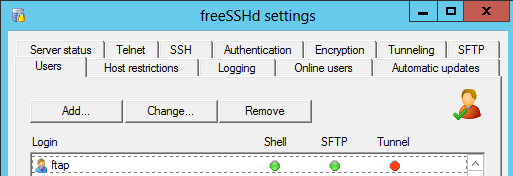 freeSSHd settings
Server status Telnet SSH Authentication Encryption Tunneling SFTP
Users Host restrictions Logging Online users Automatic updates
Add... Change... Remove
Login Shell SFTP Tunnel
ftap